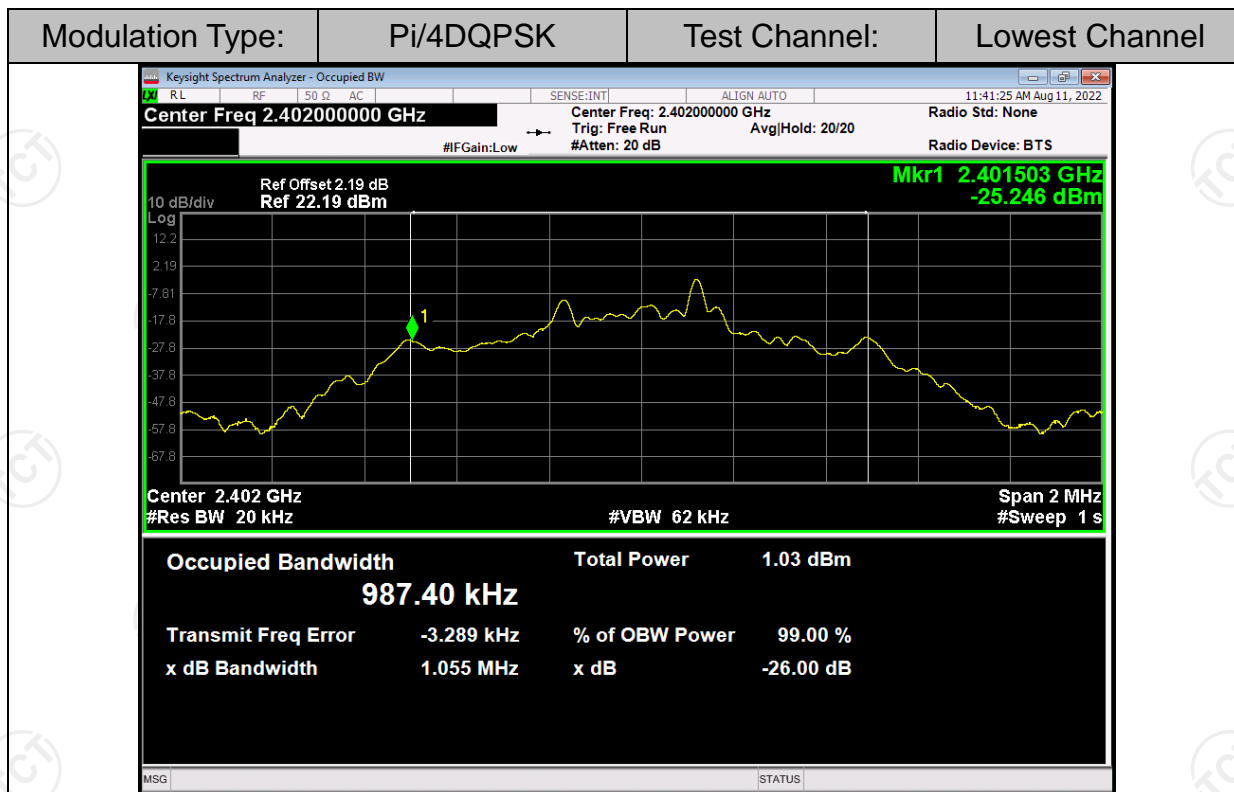 Modulation Type: Pi/4DQPSK Test Channel: Lowest Channel
Keysight Spectrum Analyzer - Occupied BW
LXI RL RF 50 Ω AC SENSE:INT ALIGN AUTO 11:41:25 AM Aug 11, 2022
Center Freq 2.402000000 GHz Center Freq: 2.402000000 GHz Radio Std: None
Trig: Free Run Avg|Hold: 20/20
#IFGain:Low #Atten: 20 dB Radio Device: BTS
Mkr1 2.401503 GHz
-25.246 dBm
Ref Offset 2.19 dB
10 dB/div Ref 22.19 dBm
Log
12.2
2.19
-7.81
-17.8
-27.8
-37.8
-47.8
-57.8
-67.8
1
Center 2.402 GHz Span 2 MHz
#Res BW 20 kHz #VBW 62 kHz #Sweep 1 s
Occupied Bandwidth Total Power 1.03 dBm
987.40 kHz
Transmit Freq Error -3.289 kHz % of OBW Power 99.00 %
x dB Bandwidth 1.055 MHz x dB -26.00 dB
MSG STATUS
TCT
TCT
TCT
TCT
TCT
TCT